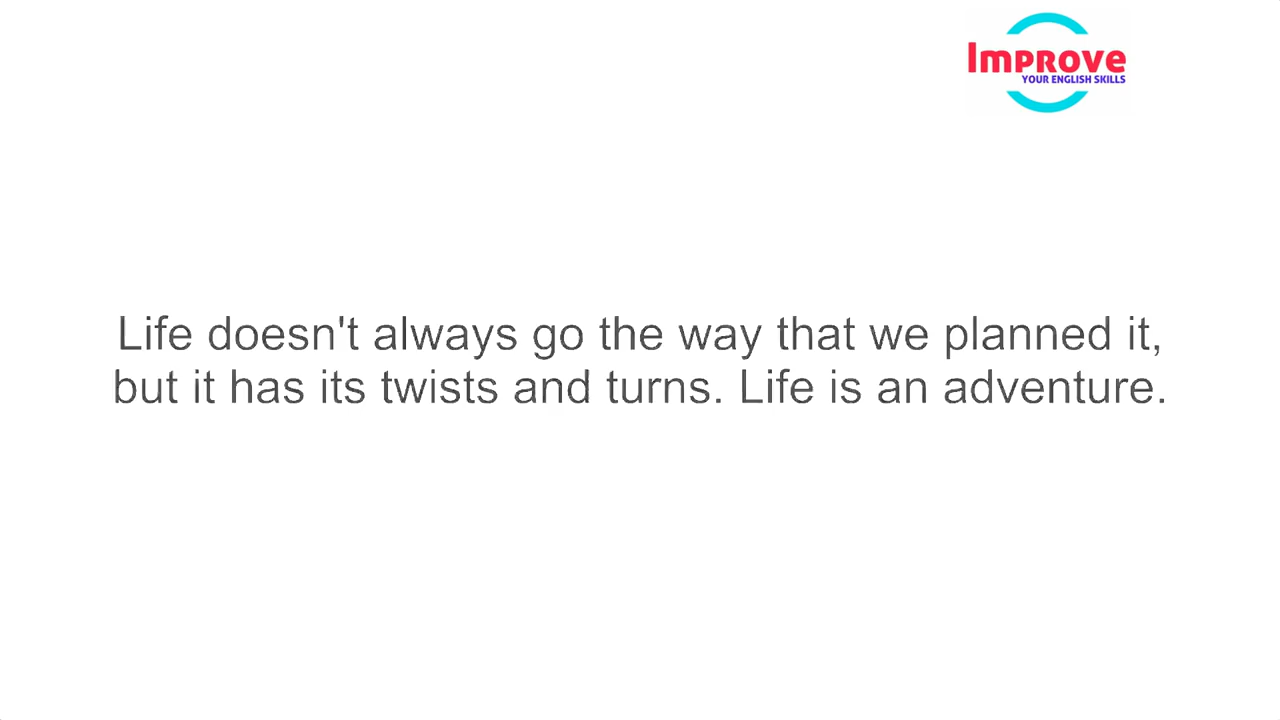 Improve
YOUR ENGLISH SKILLS
Life doesn't always go the way that we planned it,
but it has its twists and turns. Life is an adventure.